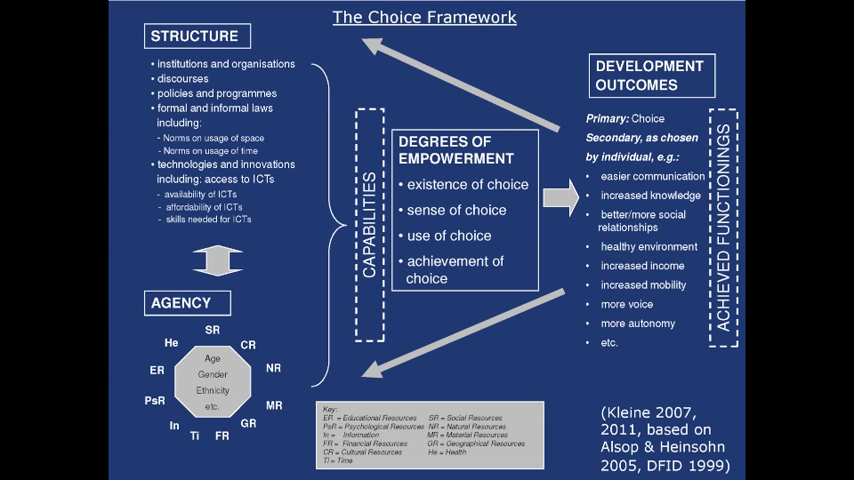 The Choice Framework
STRUCTURE
• institutions and organisations
• discourses
• policies and programmes
• formal and informal laws
including:
- Norms on usage of space
- Norms on usage of time
• technologies and innovations
including: access to ICTs
- availability of ICTs
- affordability of ICTs
- skills needed for ICTs
AGENCY
SR
He
CR
ER
NR
PsR
MR
In
GR
Ti
FR
Age
Gender
Ethnicity
etc.
CAPABILITIES
DEGREES OF
EMPOWERMENT
• existence of choice
• sense of choice
• use of choice
• achievement of
choice
DEVELOPMENT
OUTCOMES
Primary: Choice
Secondary, as chosen
by individual, e.g.:
• easier communication
• increased knowledge
• better/more social
relationships
• healthy environment
• increased income
• increased mobility
• more voice
• more autonomy
• etc.
ACHIEVED FUNCTIONINGS
Key:
ER = Educational Resources SR = Social Resources
PsR = Psychological Resources NR = Natural Resources
In = Information MR = Material Resources
FR = Financial Resources GR = Geographical Resources
CR = Cultural Resources He = Health
Ti = Time
(Kleine 2007,
2011, based on
Alsop & Heinsohn
2005, DFID 1999)